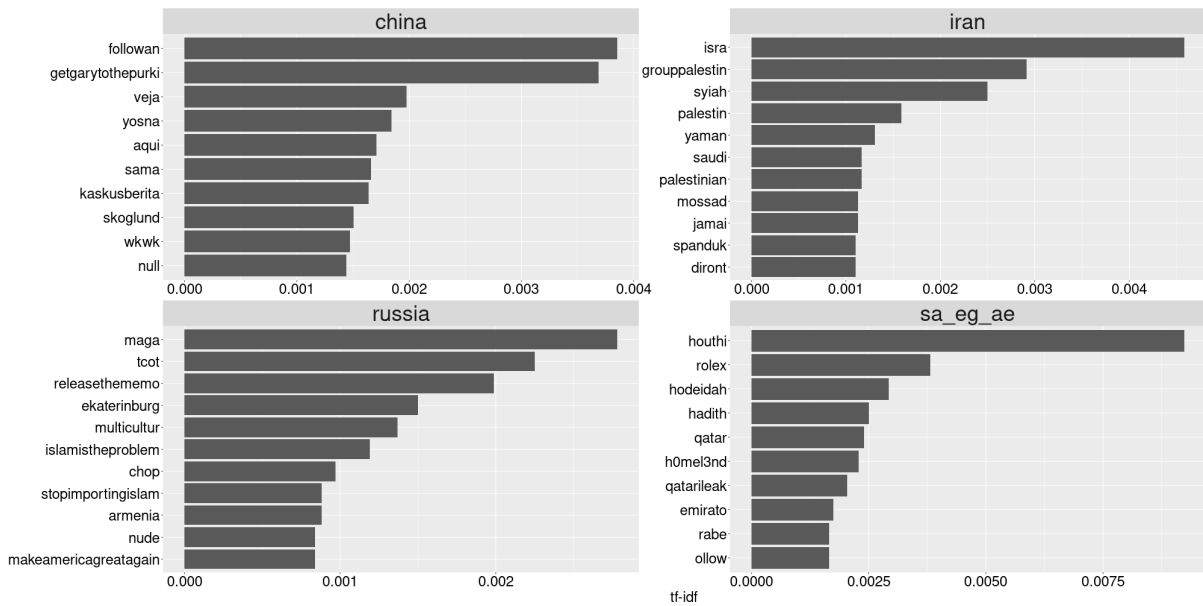 china
followan
getgarytothepurki
veja
yosna
aqui
sama
kaskusberita
skoglund
wkwk
null
0.000 0.001 0.002 0.003 0.004
iran
isra
grouppalestin
syiah
palestin
yaman
saudi
palestinian
mossad
jamai
spanduk
diront
0.000 0.001 0.002 0.003 0.004
russia
maga
tcot
releasethememo
ekaterinburg
multicultur
islamistheproblem
chop
stopimportingislam
armenia
nude
makeamericagreatagain
0.000 0.001 0.002
sa_eg_ae
houthi
rolex
hodeidah
hadith
qatar
h0mel3nd
qatarileak
emirato
rabe
ollow
0.0000 0.0025 0.0050 0.0075
tf-idf